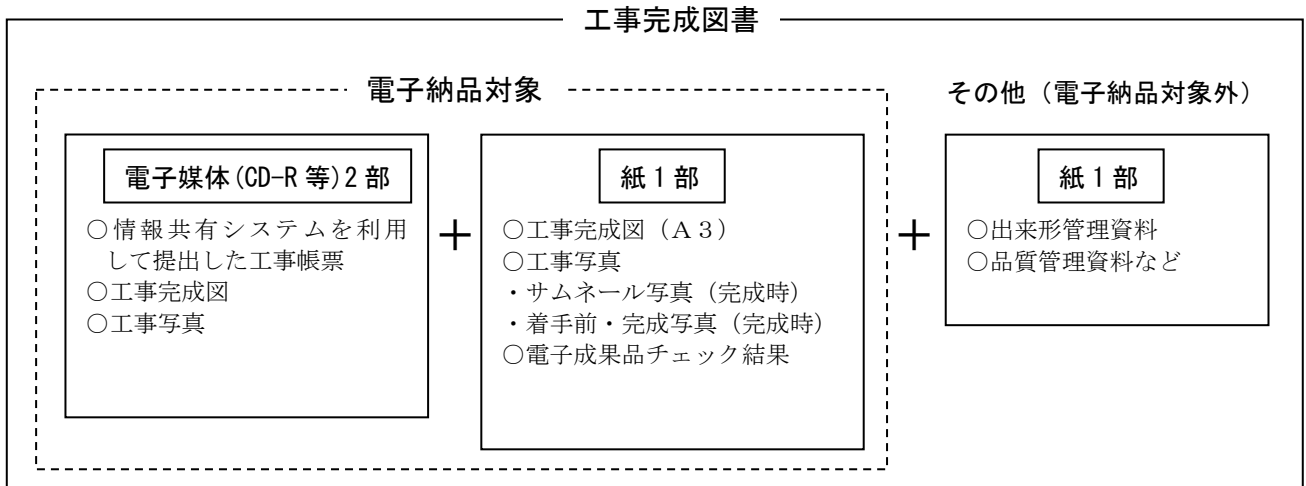 工事完成図書
電子納品対象
その他（電子納品対象外）
電子媒体(CD-R 等)2 部
○情報共有システムを利用
して提出した工事帳票
○工事完成図
○工事写真
＋
紙 1 部
○工事完成図（Ａ３）
○工事写真
・サムネール写真（完成時）
・着手前・完成写真（完成時）
○電子成果品チェック結果
＋
紙 1 部
○出来形管理資料
○品質管理資料など